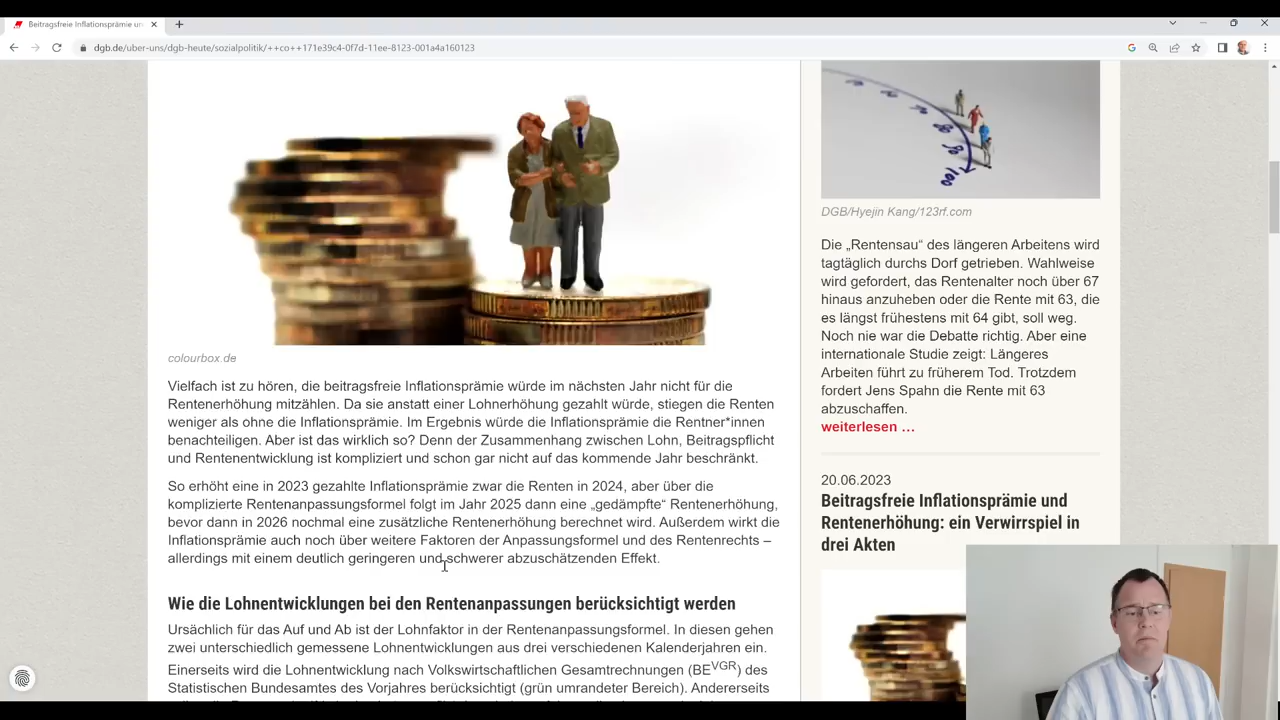 Beitragsfreie Inflationsprämie un
dgb.de/uber-uns/dgb-heute/sozialpolitik/++co++171e39c4-0f7d-11ee-8123-001a4a160123
colourbox.de
Vielfach ist zu hören, die beitragsfreie Inflationsprämie würde im nächsten Jahr nicht für die
Rentenerhöhung mitzählen. Da sie anstatt einer Lohnerhöhung gezahlt würde, stiegen die Renten
weniger als ohne die Inflationsprämie. Im Ergebnis würde die Inflationsprämie die Rentner*innen
benachteiligen. Aber ist das wirklich so? Denn der Zusammenhang zwischen Lohn, Beitragspflicht
und Rentenentwicklung ist kompliziert und schon gar nicht auf das kommende Jahr beschränkt.
So erhöht eine in 2023 gezahlte Inflationsprämie zwar die Renten in 2024, aber über die
komplizierte Rentenanpassungsformel folgt im Jahr 2025 dann eine „gedämpfte“ Rentenerhöhung,
bevor dann in 2026 nochmal eine zusätzliche Rentenerhöhung berechnet wird. Außerdem wirkt die
Inflationsprämie auch noch über weitere Faktoren der Anpassungsformel und des Rentenrechts –
allerdings mit einem deutlich geringeren und schwerer abzuschätzenden Effekt.
Wie die Lohnentwicklungen bei den Rentenanpassungen berücksichtigt werden
Ursächlich für das Auf und Ab ist der Lohnfaktor in der Rentenanpassungsformel. In diesen gehen
zwei unterschiedlich gemessene Lohnentwicklungen aus drei verschiedenen Kalenderjahren ein.
Einerseits wird die Lohnentwicklung nach Volkswirtschaftlichen Gesamtrechnungen (BEVGR) des
Statistischen Bundesamtes des Vorjahres berücksichtigt (grün umrandeter Bereich). Andererseits
100
DGB/Hyejin Kang/123rf.com
Die „Rentensau“ des längeren Arbeitens wird
tagtäglich durchs Dorf getrieben. Wahlweise
wird gefordert, das Rentenalter noch über 67
hinaus anzuheben oder die Rente mit 63, die
es längst frühestens mit 64 gibt, soll weg.
Noch nie war die Debatte richtig. Aber eine
internationale Studie zeigt: Längeres
Arbeiten führt zu früherem Tod. Trotzdem
fordert Jens Spahn die Rente mit 63
abzuschaffen.
weiterlesen …
20.06.2023
Beitragsfreie Inflationsprämie und
Rentenerhöhung: ein Verwirrspiel in
drei Akten